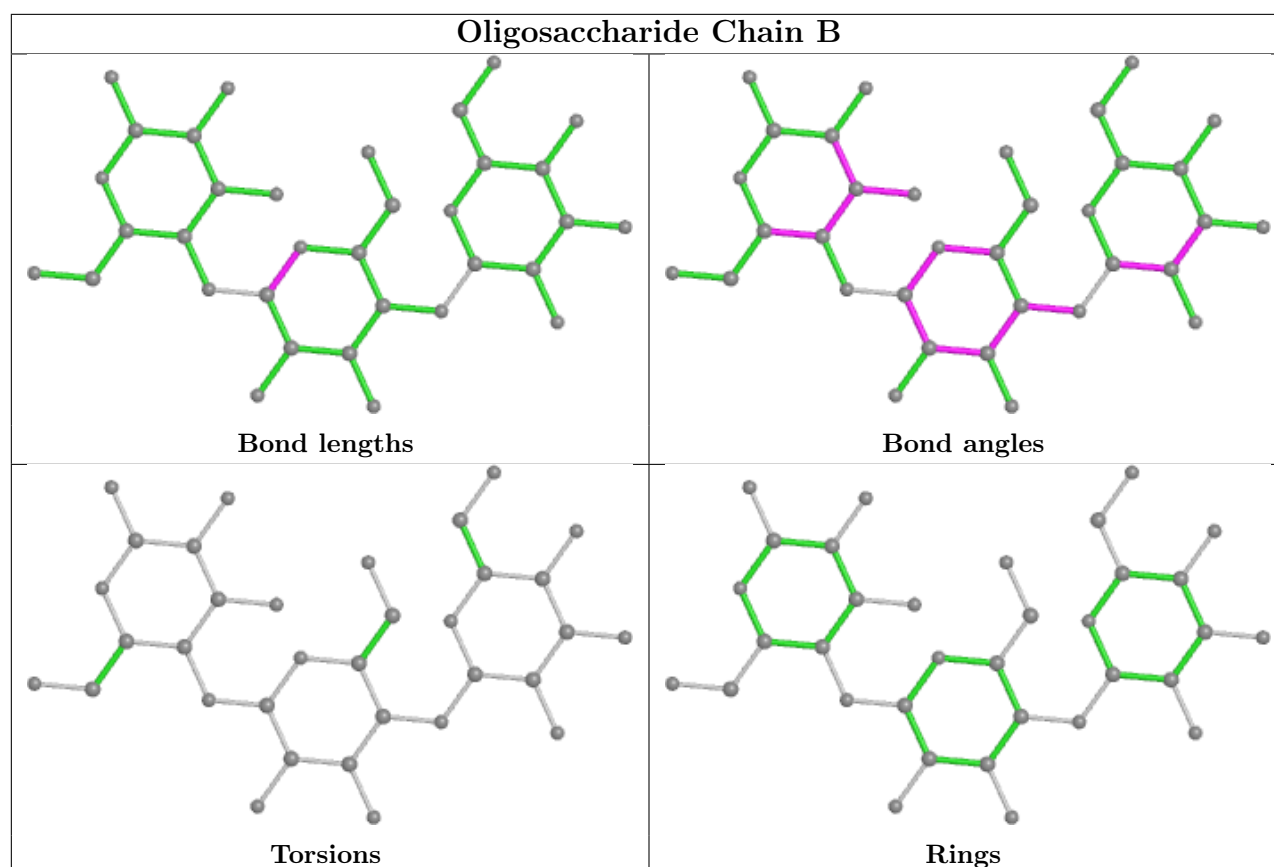 Oligosaccharide Chain B
Bond lengths
Bond angles
Torsions
Rings